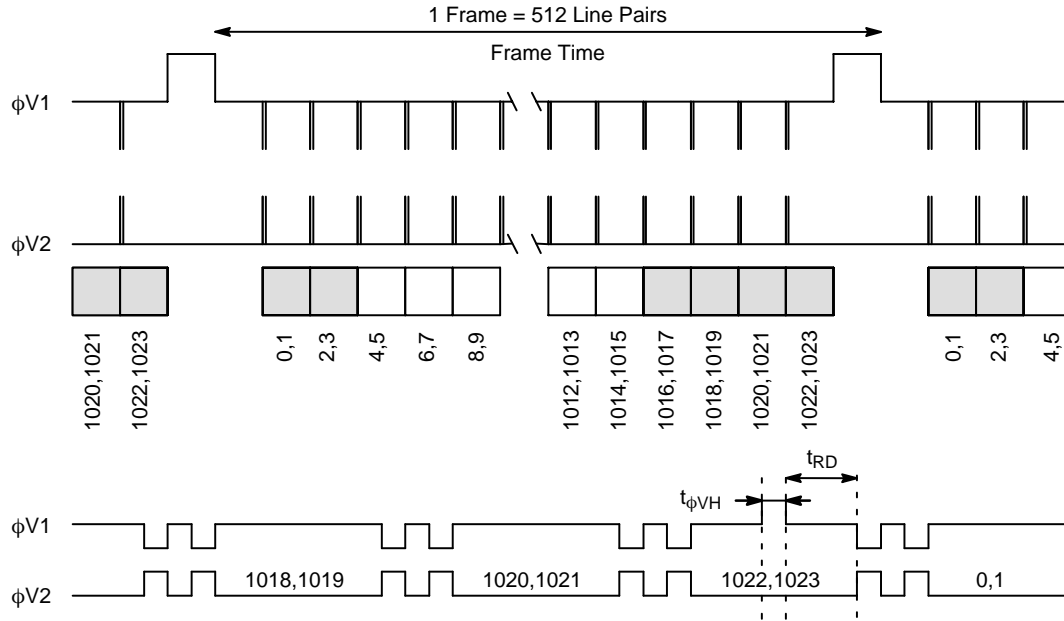 1 Frame = 512 Line Pairs
Frame Time
ϕV1
ϕV2
1020,1021
1022,1023
0,1
2,3
4,5
6,7
8,9
1012,1013
1014,1015
1016,1017
1018,1019
1020,1021
1022,1023
0,1
2,3
4,5
tRD
tϕVH
ϕV1
1018,1019
1020,1021
1022,1023
0,1
ϕV2